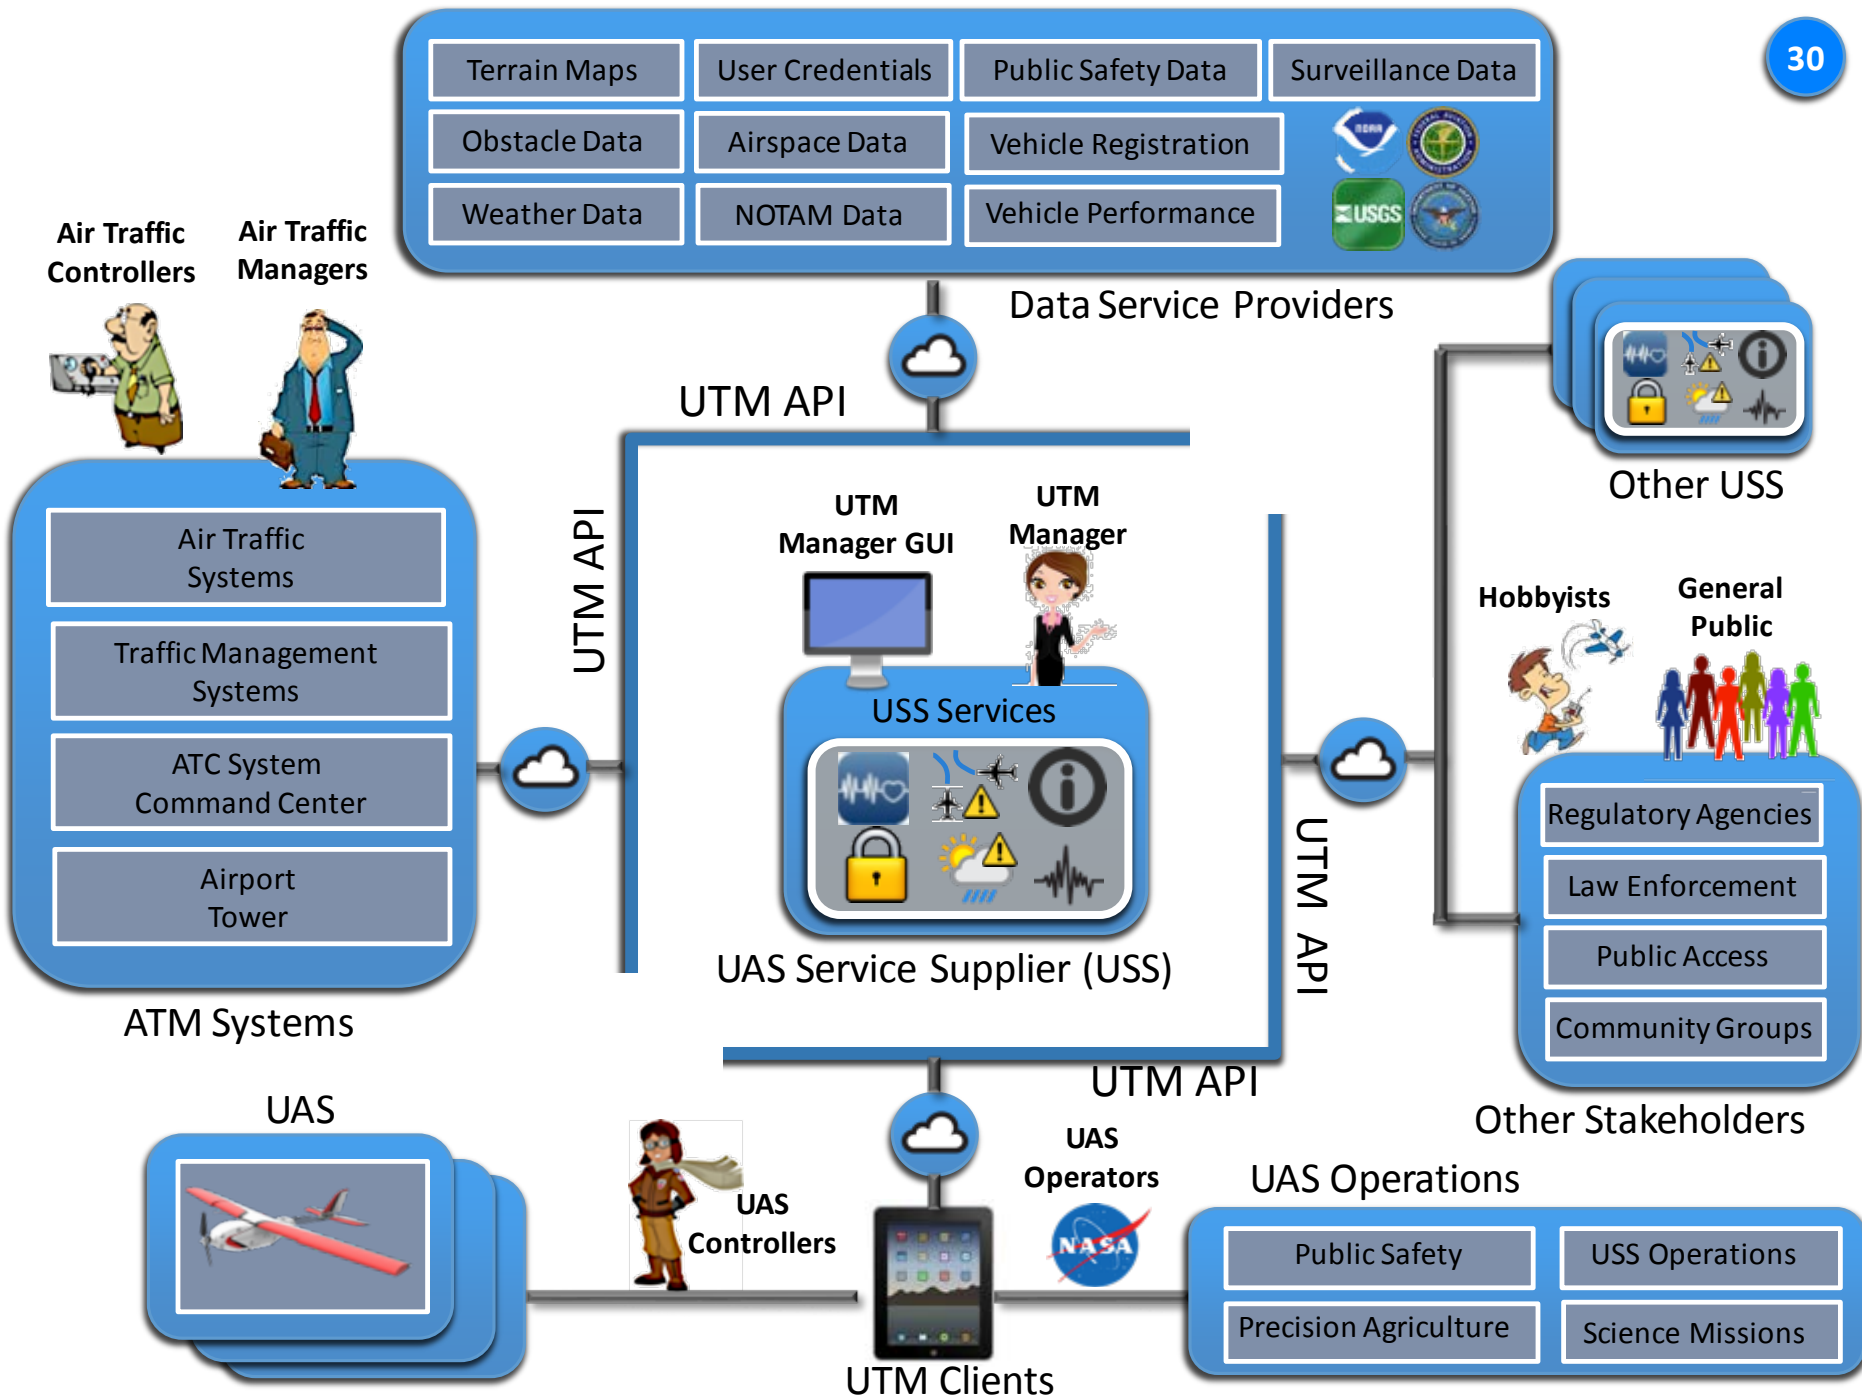 30
Terrain Maps
User Credentials
Public Safety Data
Surveillance Data
Obstacle Data
Airspace Data
Vehicle Registration
NOAA
Weather Data
NOTAM Data
Vehicle Performance
USGS
Data Service Providers
Air Traffic
Controllers
Air Traffic
Managers
UTM API
Air Traffic
Systems
Traffic Management
Systems
ATC System
Command Center
Airport
Tower
ATM Systems
UTM API
UTM
Manager GUI
UTM
Manager
USS Services
UAS Service Supplier (USS)
UTM API
Other USS
Hobbyists
General
Public
Regulatory Agencies
Law Enforcement
Public Access
Community Groups
Other Stakeholders
UTM API
UAS
UAS
Controllers
UTM Clients
UAS
Operators
NASA
UAS Operations
Public Safety
USS Operations
Precision Agriculture
Science Missions